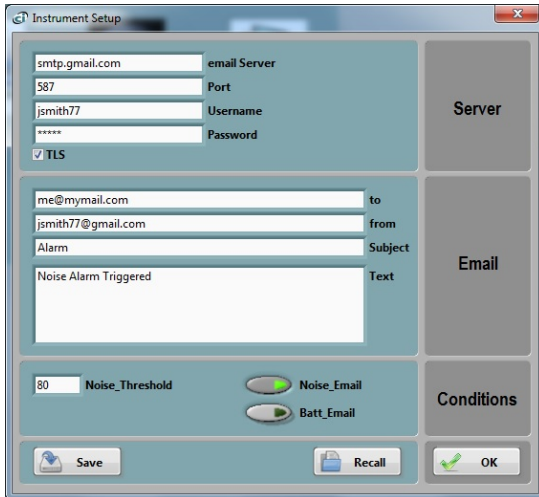 Instrument Setup
smtp.gmail.com email Server
587 Port
jsmith77 Username
***** Password
TLS
Server
me@mymail.com to
jsmith77@gmail.com from
Alarm Subject
Noise Alarm Triggered Text
Email
80 Noise_Threshold Noise_Email
Batt_Email
Conditions
Save Recall OK